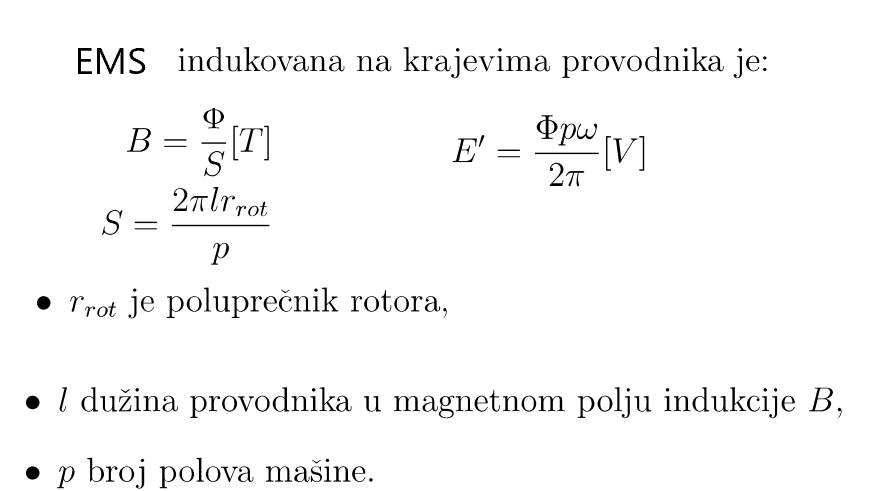 EMS indukovana na krajevima provodnika je:
B = Φ/S [T]
E′ = Φpω/2π [V]
S = 2πlr_rot/p
• r_rot je poluprečnik rotora,
• l dužina provodnika u magnetnom polju indukcije B,
• p broj polova mašine.